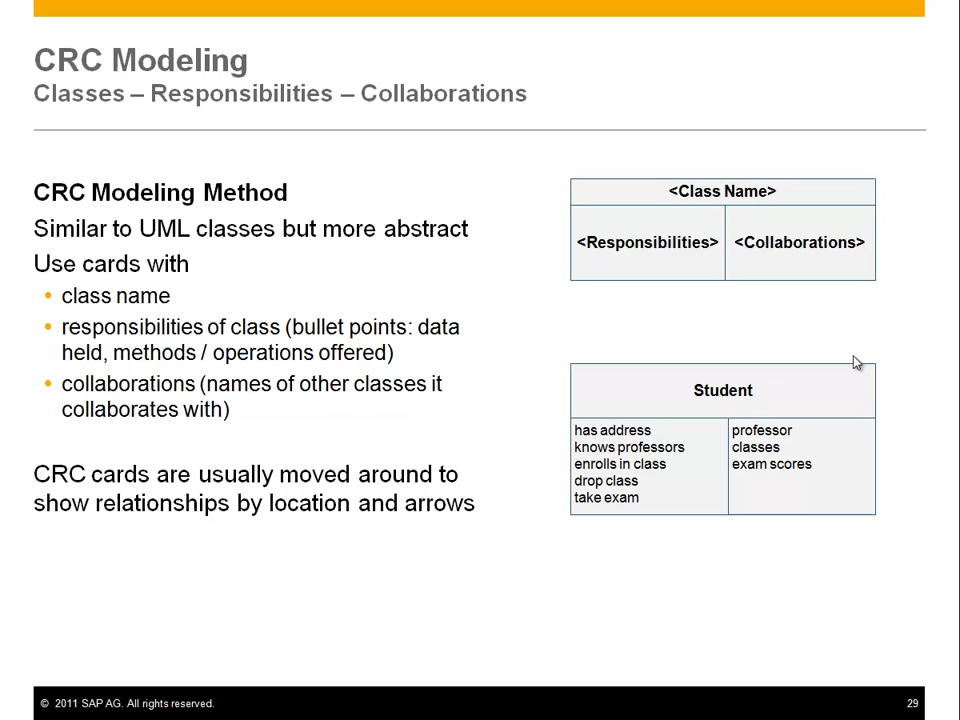 CRC Modeling
Classes – Responsibilities – Collaborations
CRC Modeling Method
Similar to UML classes but more abstract
Use cards with
• class name
• responsibilities of class (bullet points: data
held, methods / operations offered)
• collaborations (names of other classes it
collaborates with)
CRC cards are usually moved around to
show relationships by location and arrows
<Class Name>
<Responsibilities>
<Collaborations>
Student
has address
knows professors
enrolls in class
drop class
take exam
professor
classes
exam scores
© 2011 SAP AG. All rights reserved.
29